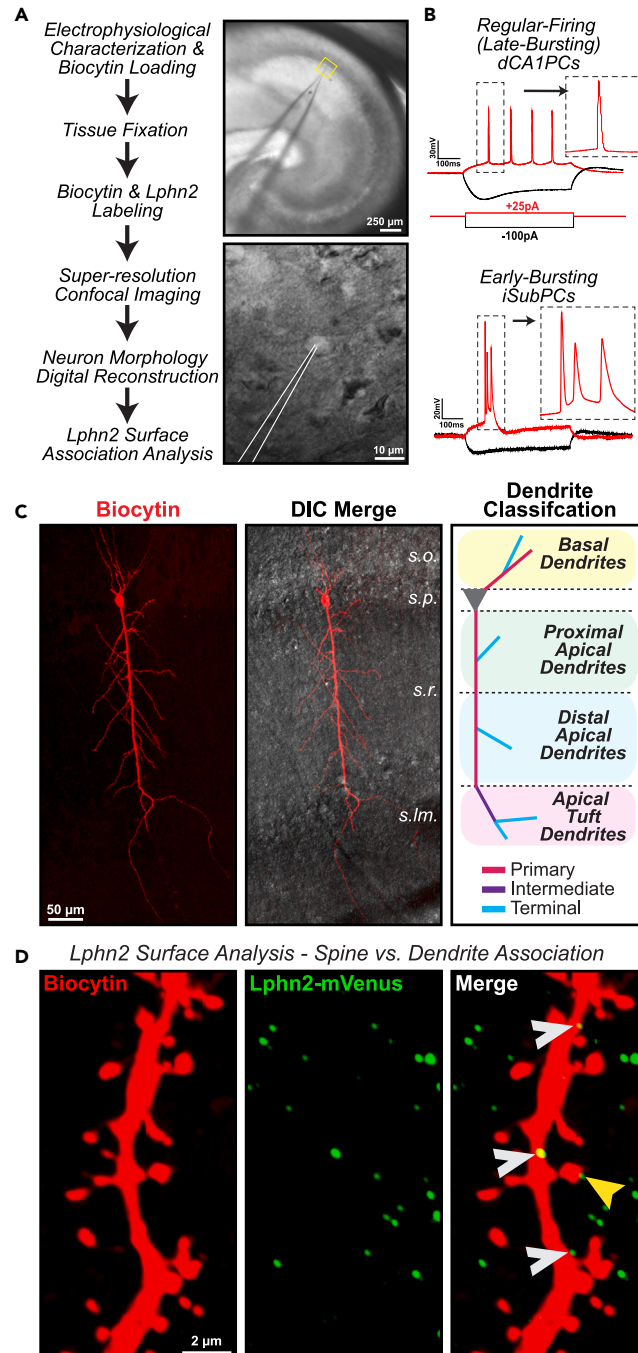 A
Electrophysiological
Characterization &
Biocytin Loading
Tissue Fixation
Biocytin & Lphn2
Labeling
Super-resolution
Confocal Imaging
Neuron Morphology
Digital Reconstruction
Lphn2 Surface
Association Analysis
250 µm
10 µm
B
Regular-Firing
(Late-Bursting)
dCA1PCs
30mV
100ms
+25pA
-100pA
Early-Bursting
iSubPCs
20mV
100ms
C
Biocytin
50 µm
DIC Merge
s.o.
s.p.
s.r.
s.lm.
Dendrite
Classifcation
Basal
Dendrites
Proximal
Apical
Dendrites
Distal
Apical
Dendrites
Apical
Tuft
Dendrites
Primary
Intermediate
Terminal
D
Lphn2 Surface Analysis - Spine vs. Dendrite Association
Biocytin
2 µm
Lphn2-mVenus
Merge